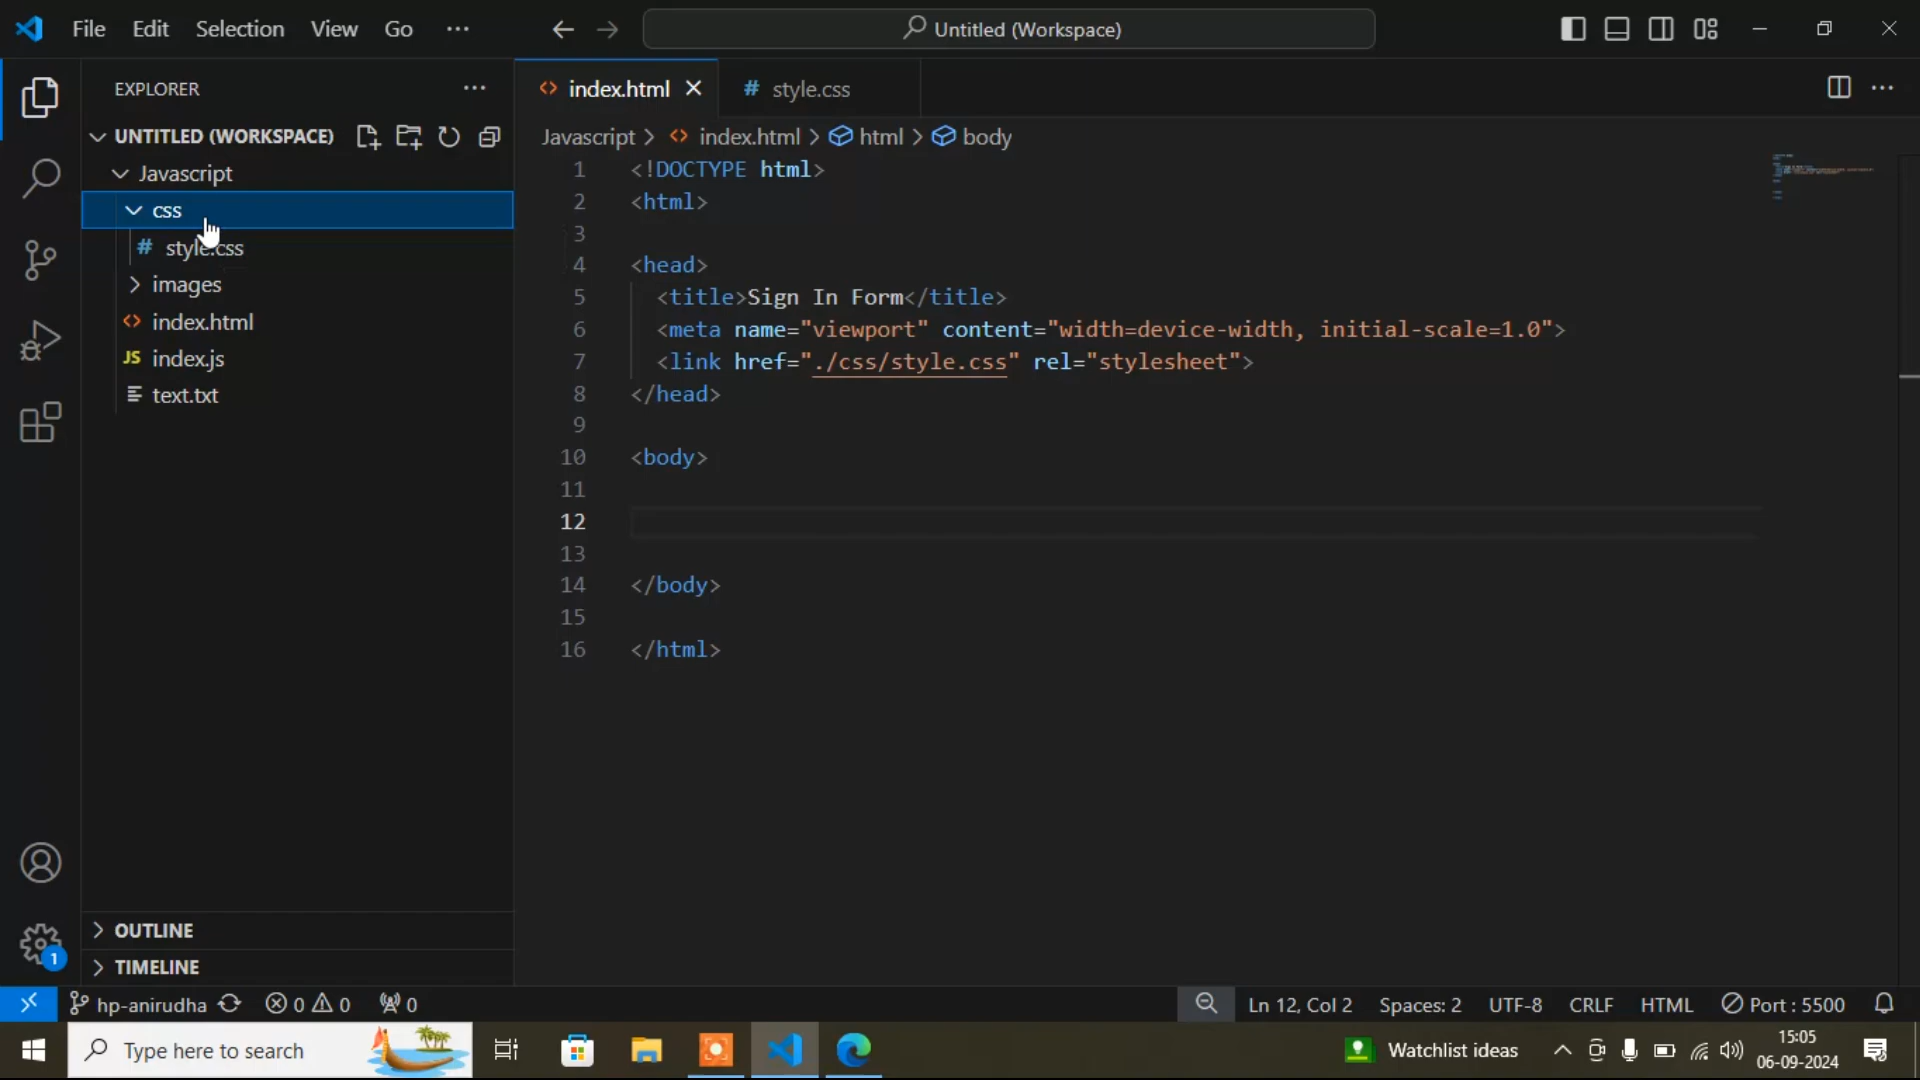 File Edit Selection View Go ··· Untitled (Workspace)
EXPLORER ···
UNTITLED (WORKSPACE)
Javascript
css
# style.css
images
<> index.html
JS index.js
text.txt
OUTLINE
TIMELINE
<> index.html # style.css
Javascript > <> index.html > html > body
1 <!DOCTYPE html>
2 <html>
3
4 <head>
5 <title>Sign In Form</title>
6 <meta name="viewport" content="width=device-width, initial-scale=1.0">
7 <link href="./css/style.css" rel="stylesheet">
8 </head>
9
10 <body>
11
12
13
14 </body>
15
16 </html>
1
hp-anirudha 0 0 0 Ln 12, Col 2 Spaces: 2 UTF-8 CRLF HTML Port : 5500
Type here to search Watchlist ideas 15:05
06-09-2024